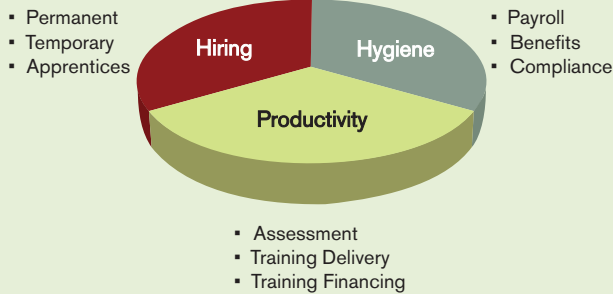 ▪ Permanent
▪ Temporary
▪ Apprentices
Hiring
Hygiene
▪ Payroll
▪ Benefits
▪ Compliance
Productivity
▪ Assessment
▪ Training Delivery
▪ Training Financing